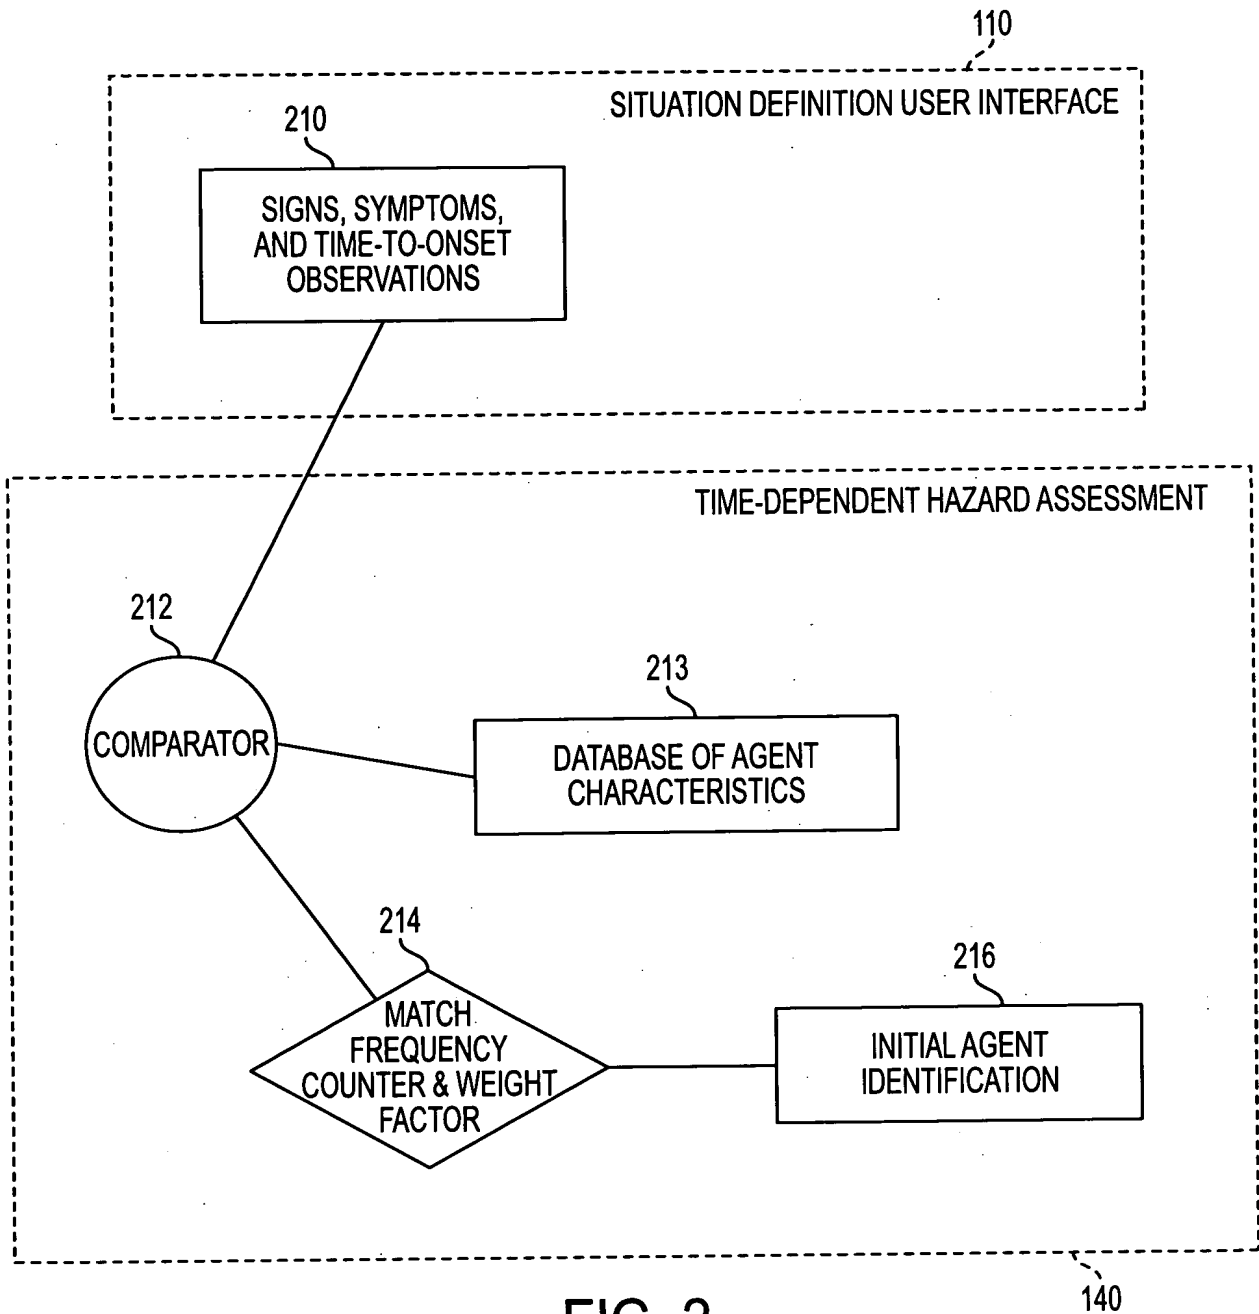 110
SITUATION DEFINITION USER INTERFACE
210
SIGNS, SYMPTOMS,
AND TIME-TO-ONSET
OBSERVATIONS
TIME-DEPENDENT HAZARD ASSESSMENT
212
COMPARATOR
213
DATABASE OF AGENT
CHARACTERISTICS
214
MATCH
FREQUENCY
COUNTER & WEIGHT
FACTOR
216
INITIAL AGENT
IDENTIFICATION
140